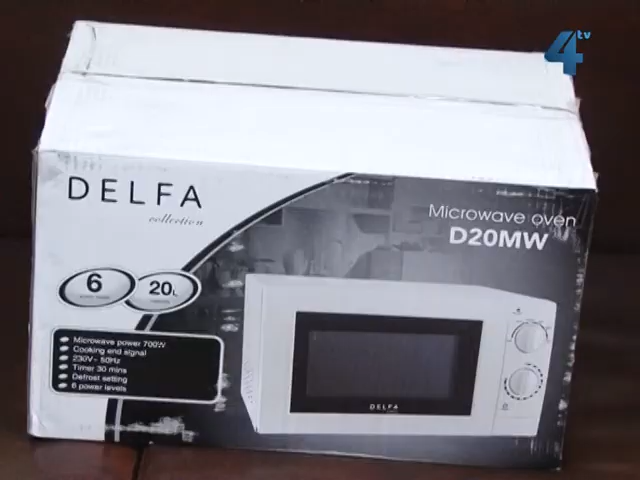 4tv
DELFA
collection
Microwave oven
D20MW
6
20L
Microwave power 700W
Cooking end signal
230V~ 50Hz
Timer 30 mins
Defrost setting
6 power levels
DELFA